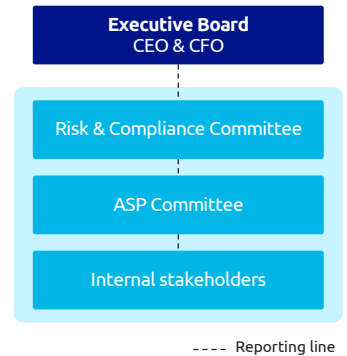 Executive Board
CEO & CFO
Risk & Compliance Committee
ASP Committee
Internal stakeholders
Reporting line